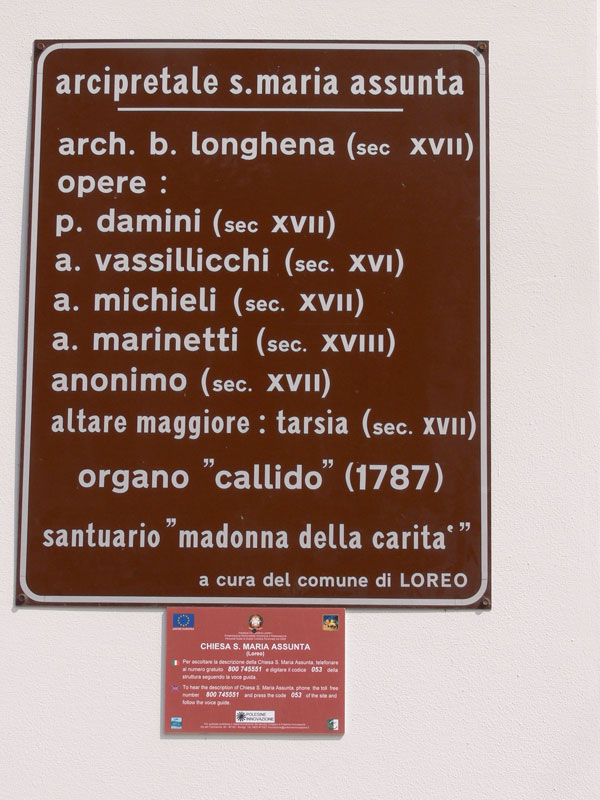 arcipretale s.maria assunta
arch. b. longhena (sec XVII)
opere :
p. damini (sec XVII)
a. vassillicchi (sec. XVI)
a. michieli (sec. XVII)
a. marinetti (sec. XVIII)
anonimo (sec. XVII)
altare maggiore : tarsia (sec. XVII)
organo ”callido” (1787)
santuario ”madonna della carita‘”
a cura del comune di LOREO
CHIESA S. MARIA ASSUNTA
(Loreo)
Per ascoltare la descrizione della Chiesa S. Maria Assunta, telefonare
al numero gratuito 800 745551 e digitare il codice 053 della
struttura seguendo la voce guida.
To hear the description of Chiesa S. Maria Assunta, phone the toll free
number 800 745551 and press the code 053 of the site and
follow the voice guide.
POLESINE
INNOVAZIONE